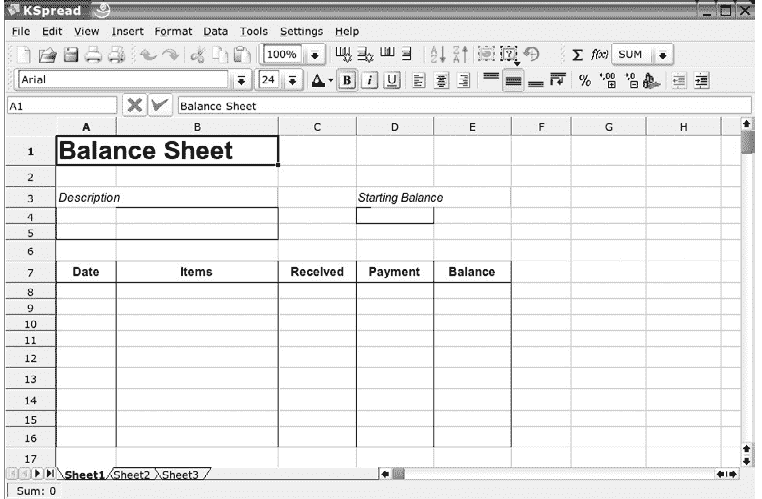 KSpread
File Edit View Insert Format Data Tools Settings Help
100% Σ f(x) SUM
Arial 24 A B i U % .00 .0
A1 Balance Sheet
A B C D E F G H
1 Balance Sheet
2
3 Description Starting Balance
4
5
6
7 Date Items Received Payment Balance
8
9
10
11
12
13
14
15
16
17
Sheet1 Sheet2 Sheet3
Sum: 0